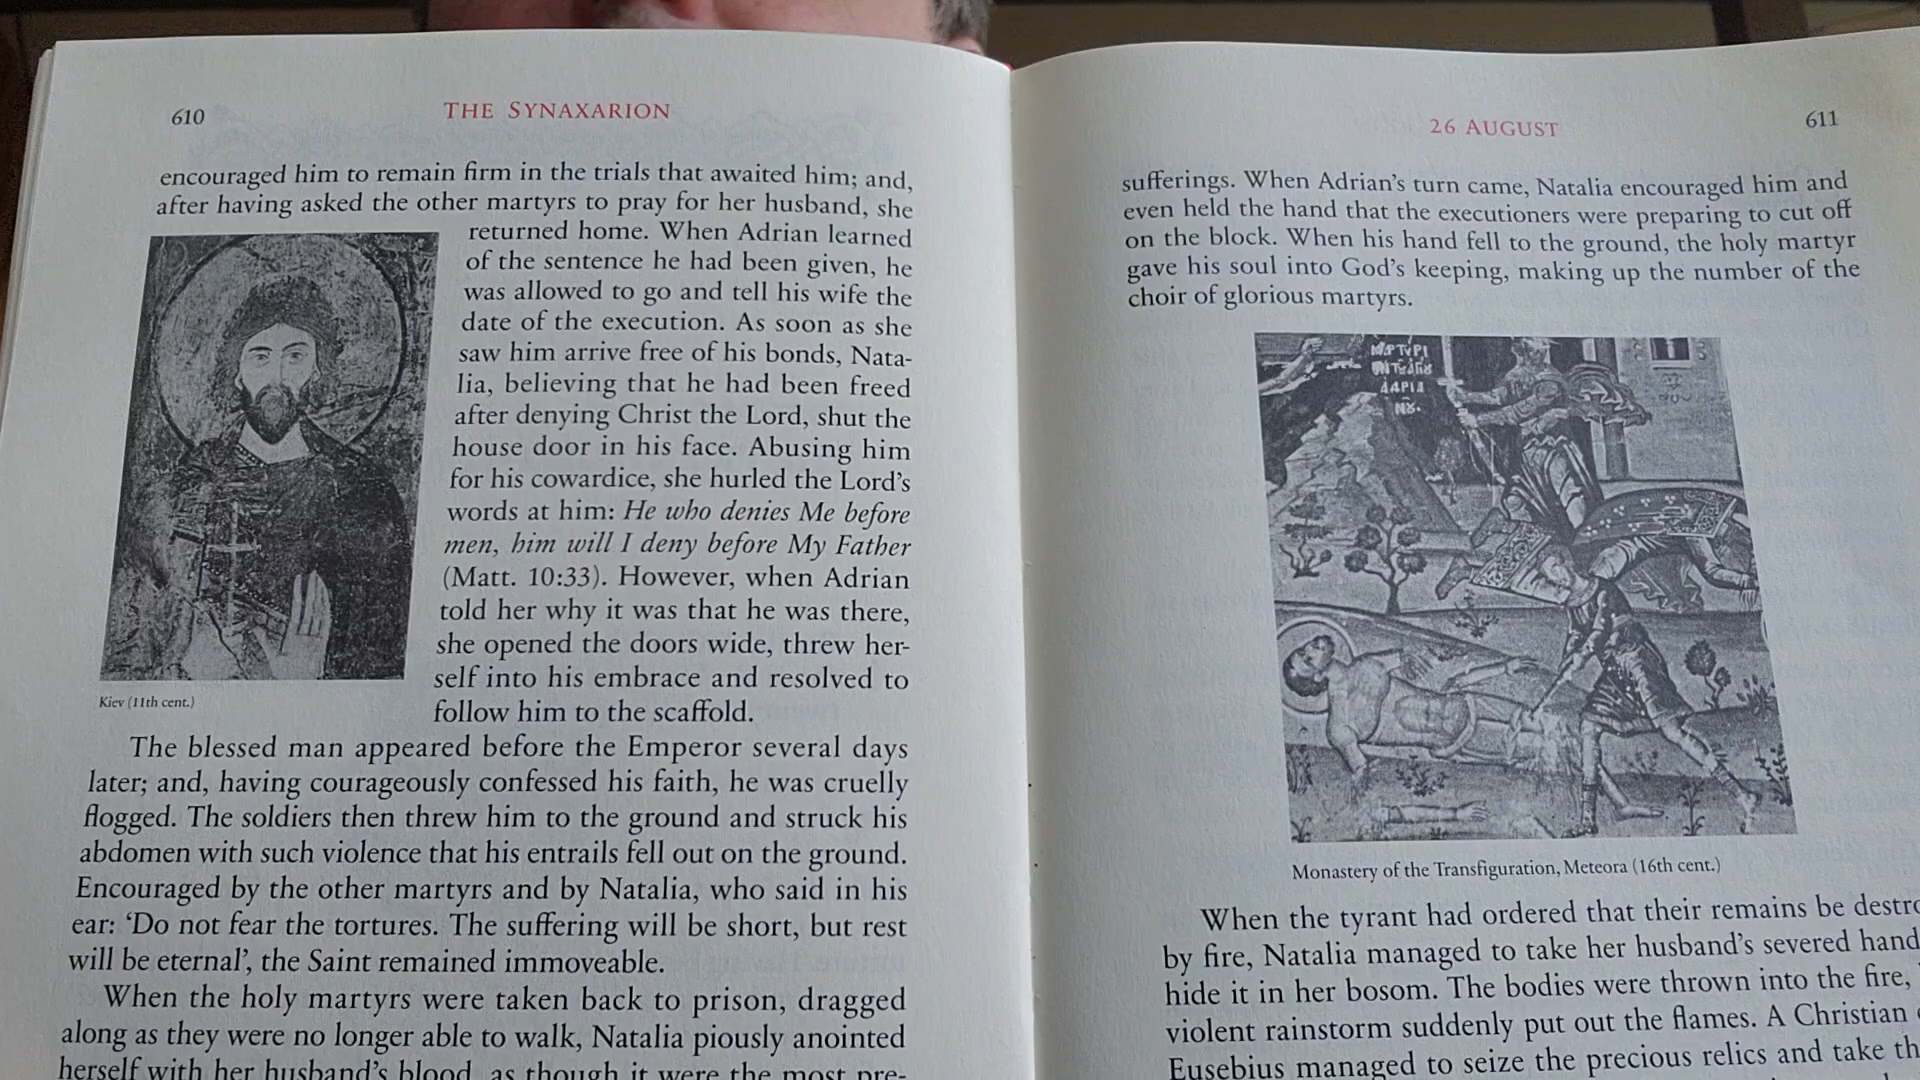 610
THE SYNAXARION
encouraged him to remain firm in the trials that awaited him; and,
after having asked the other martyrs to pray for her husband, she
returned home. When Adrian learned
of the sentence he had been given, he
was allowed to go and tell his wife the
date of the execution. As soon as she
saw him arrive free of his bonds, Nata-
lia, believing that he had been freed
after denying Christ the Lord, shut the
house door in his face. Abusing him
for his cowardice, she hurled the Lord’s
words at him: He who denies Me before
men, him will I deny before My Father
(Matt. 10:33). However, when Adrian
told her why it was that he was there,
she opened the doors wide, threw her-
self into his embrace and resolved to
follow him to the scaffold.
Kiev (11th cent.)
The blessed man appeared before the Emperor several days
later; and, having courageously confessed his faith, he was cruelly
flogged. The soldiers then threw him to the ground and struck his
abdomen with such violence that his entrails fell out on the ground.
Encouraged by the other martyrs and by Natalia, who said in his
ear: ‘Do not fear the tortures. The suffering will be short, but rest
will be eternal’, the Saint remained immoveable.
When the holy martyrs were taken back to prison, dragged
along as they were no longer able to walk, Natalia piously anointed
herself with her husband’s blood, as though it were the most pre-
26 AUGUST
611
sufferings. When Adrian’s turn came, Natalia encouraged him and
even held the hand that the executioners were preparing to cut off
on the block. When his hand fell to the ground, the holy martyr
gave his soul into God’s keeping, making up the number of the
choir of glorious martyrs.
Monastery of the Transfiguration, Meteora (16th cent.)
When the tyrant had ordered that their remains be destro
by fire, Natalia managed to take her husband’s severed hand
hide it in her bosom. The bodies were thrown into the fire,
violent rainstorm suddenly put out the flames. A Christian
Eusebius managed to seize the precious relics and take th